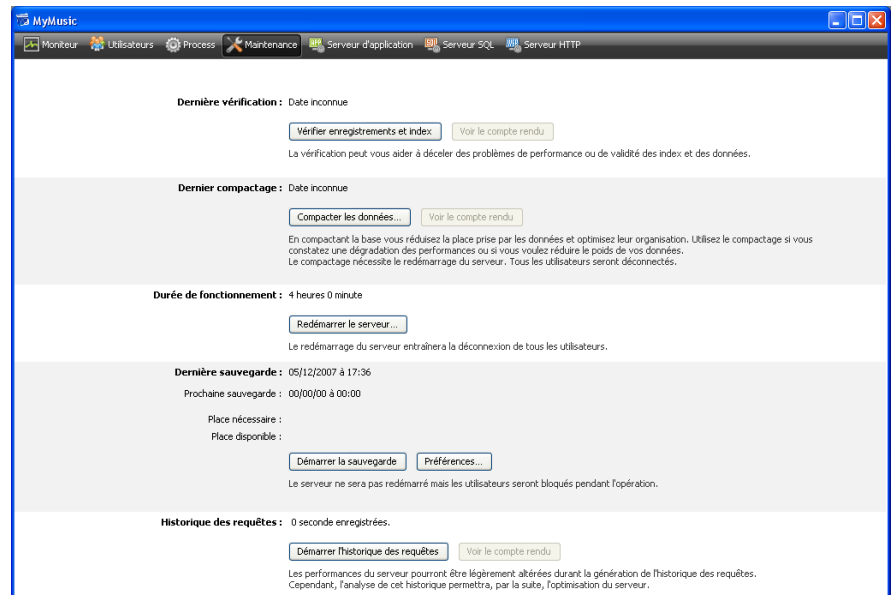 MyMusic
Moniteur Utilisateurs Process Maintenance Serveur d'application Serveur SQL Serveur HTTP
Dernière vérification : Date inconnue
Vérifier enregistrements et index Voir le compte rendu
La vérification peut vous aider à déceler des problèmes de performance ou de validité des index et des données.
Dernier compactage : Date inconnue
Compacter les données... Voir le compte rendu
En compactant la base vous réduisez la place prise par les données et optimisez leur organisation. Utilisez le compactage si vous
constatez une dégradation des performances ou si vous voulez réduire le poids de vos données.
Le compactage nécessite le redémarrage du serveur. Tous les utilisateurs seront déconnectés.
Durée de fonctionnement : 4 heures 0 minute
Redémarrer le serveur...
Le redémarrage du serveur entraînera la déconnexion de tous les utilisateurs.
Dernière sauvegarde : 05/12/2007 à 17:36
Prochaine sauvegarde : 00/00/00 à 00:00
Place nécessaire :
Place disponible :
Démarrer la sauvegarde Préférences...
Le serveur ne sera pas redémarré mais les utilisateurs seront bloqués pendant l'opération.
Historique des requêtes : 0 seconde enregistrées.
Démarrer l'historique des requêtes Voir le compte rendu
Les performances du serveur pourront être légèrement altérées durant la génération de l'historique des requêtes.
Cependant, l'analyse de cet historique permettra, par la suite, l'optimisation du serveur.